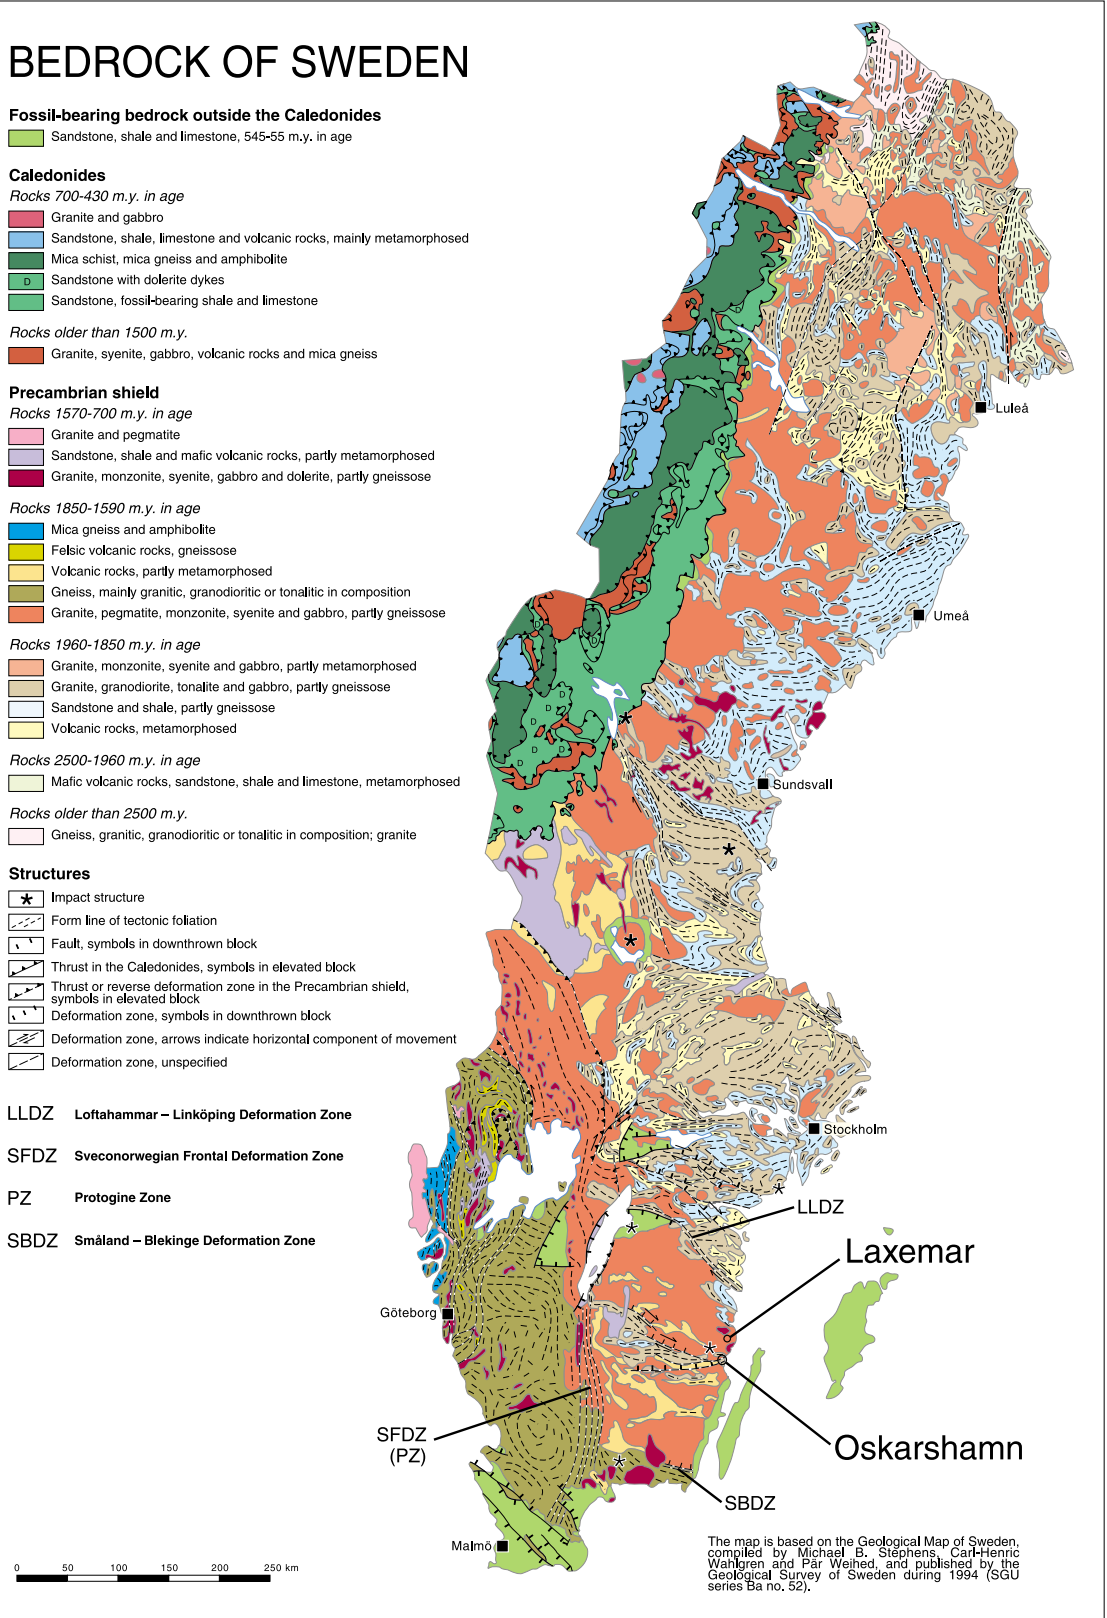 BEDROCK OF SWEDEN
Fossil-bearing bedrock outside the Caledonides
Sandstone, shale and limestone, 545-55 m.y. in age
Caledonides
Rocks 700-430 m.y. in age
Granite and gabbro
Sandstone, shale, limestone and volcanic rocks, mainly metamorphosed
Mica schist, mica gneiss and amphibolite
D Sandstone with dolerite dykes
Sandstone, fossil-bearing shale and limestone
Rocks older than 1500 m.y.
Granite, syenite, gabbro, volcanic rocks and mica gneiss
Precambrian shield
Rocks 1570-700 m.y. in age
Granite and pegmatite
Sandstone, shale and mafic volcanic rocks, partly metamorphosed
Granite, monzonite, syenite, gabbro and dolerite, partly gneissose
Rocks 1850-1590 m.y. in age
Mica gneiss and amphibolite
Felsic volcanic rocks, gneissose
Volcanic rocks, partly metamorphosed
Gneiss, mainly granitic, granodioritic or tonalitic in composition
Granite, pegmatite, monzonite, syenite and gabbro, partly gneissose
Rocks 1960-1850 m.y. in age
Granite, monzonite, syenite and gabbro, partly metamorphosed
Granite, granodiorite, tonalite and gabbro, partly gneissose
Sandstone and shale, partly gneissose
Volcanic rocks, metamorphosed
Rocks 2500-1960 m.y. in age
Mafic volcanic rocks, sandstone, shale and limestone, metamorphosed
Rocks older than 2500 m.y.
Gneiss, granitic, granodioritic or tonalitic in composition; granite
Structures
Impact structure
Form line of tectonic foliation
Fault, symbols in downthrown block
Thrust in the Caledonides, symbols in elevated block
Thrust or reverse deformation zone in the Precambrian shield,
symbols in elevated block
Deformation zone, symbols in downthrown block
Deformation zone, arrows indicate horizontal component of movement
Deformation zone, unspecified
LLDZ Loftahammar – Linköping Deformation Zone
SFDZ Sveconorwegian Frontal Deformation Zone
PZ Protogine Zone
SBDZ Småland – Blekinge Deformation Zone
Luleå
Umeå
D
D
D
D
D
D
D
D
Sundsvall
Stockholm
LLDZ
Laxemar
Göteborg
SFDZ
(PZ)
Oskarshamn
SBDZ
Malmö
0 50 100 150 200 250 km
The map is based on the Geological Map of Sweden,
compiled by Michael B. Stephens, Carl-Henric
Wahlgren and Pär Weihed, and published by the
Geological Survey of Sweden during 1994 (SGU
series Ba no. 52).